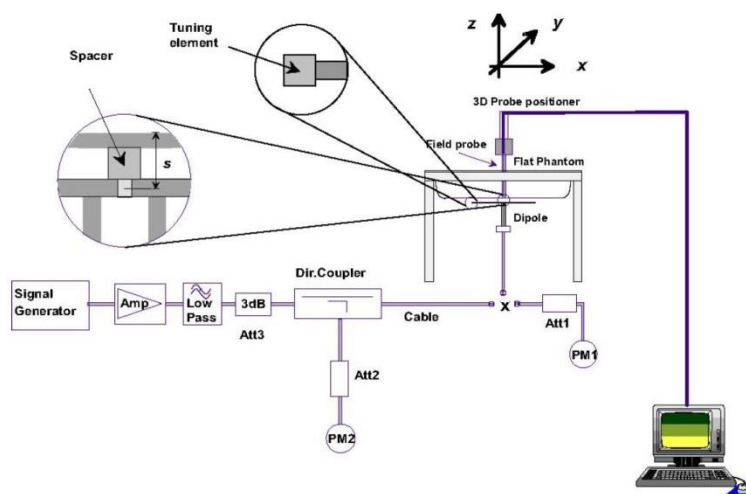 Tuning
element
z
y
x
Spacer
3D Probe positioner
Field probe
Flat Phantom
s
Dipole
Dir.Coupler
Signal
Generator
Amp
Low
Pass
3dB
Att3
Cable
x
Att1
PM1
Att2
PM2